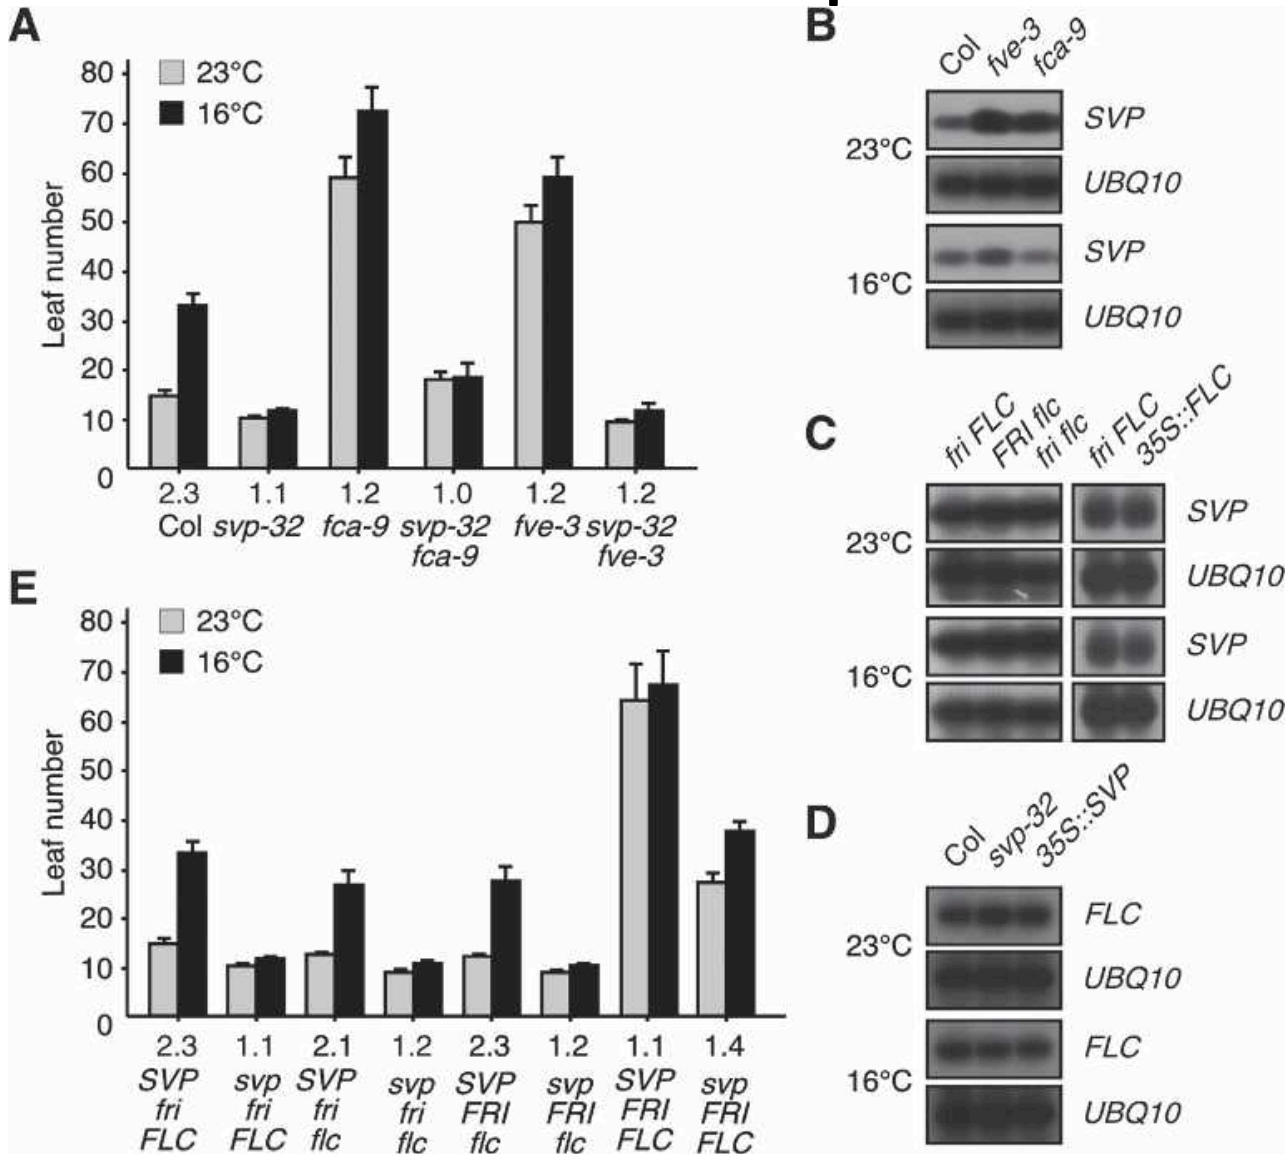 A
23°C
16°C
Leaf number
80
70
60
50
40
30
20
10
0
2.3 1.1 1.2 1.0 1.2 1.2
Col svp-32 fca-9 svp-32 fve-3 svp-32
fca-9 fve-3
B
Col fve-3 fca-9
SVP
23°C
UBQ10
SVP
16°C
UBQ10
C
fri FLC FRI flc fri flc fri FLC 35S::FLC
SVP
23°C
UBQ10
SVP
16°C
UBQ10
D
Col svp-32 35S::SVP
FLC
23°C
UBQ10
FLC
16°C
UBQ10
E
23°C
16°C
Leaf number
80
70
60
50
40
30
20
10
0
2.3 1.1 2.1 1.2 2.3 1.2 1.1 1.4
SVP svp SVP svp SVP svp SVP svp
fri fri fri fri FRI FRI FRI FRI
FLC FLC flc flc flc flc FLC FLC